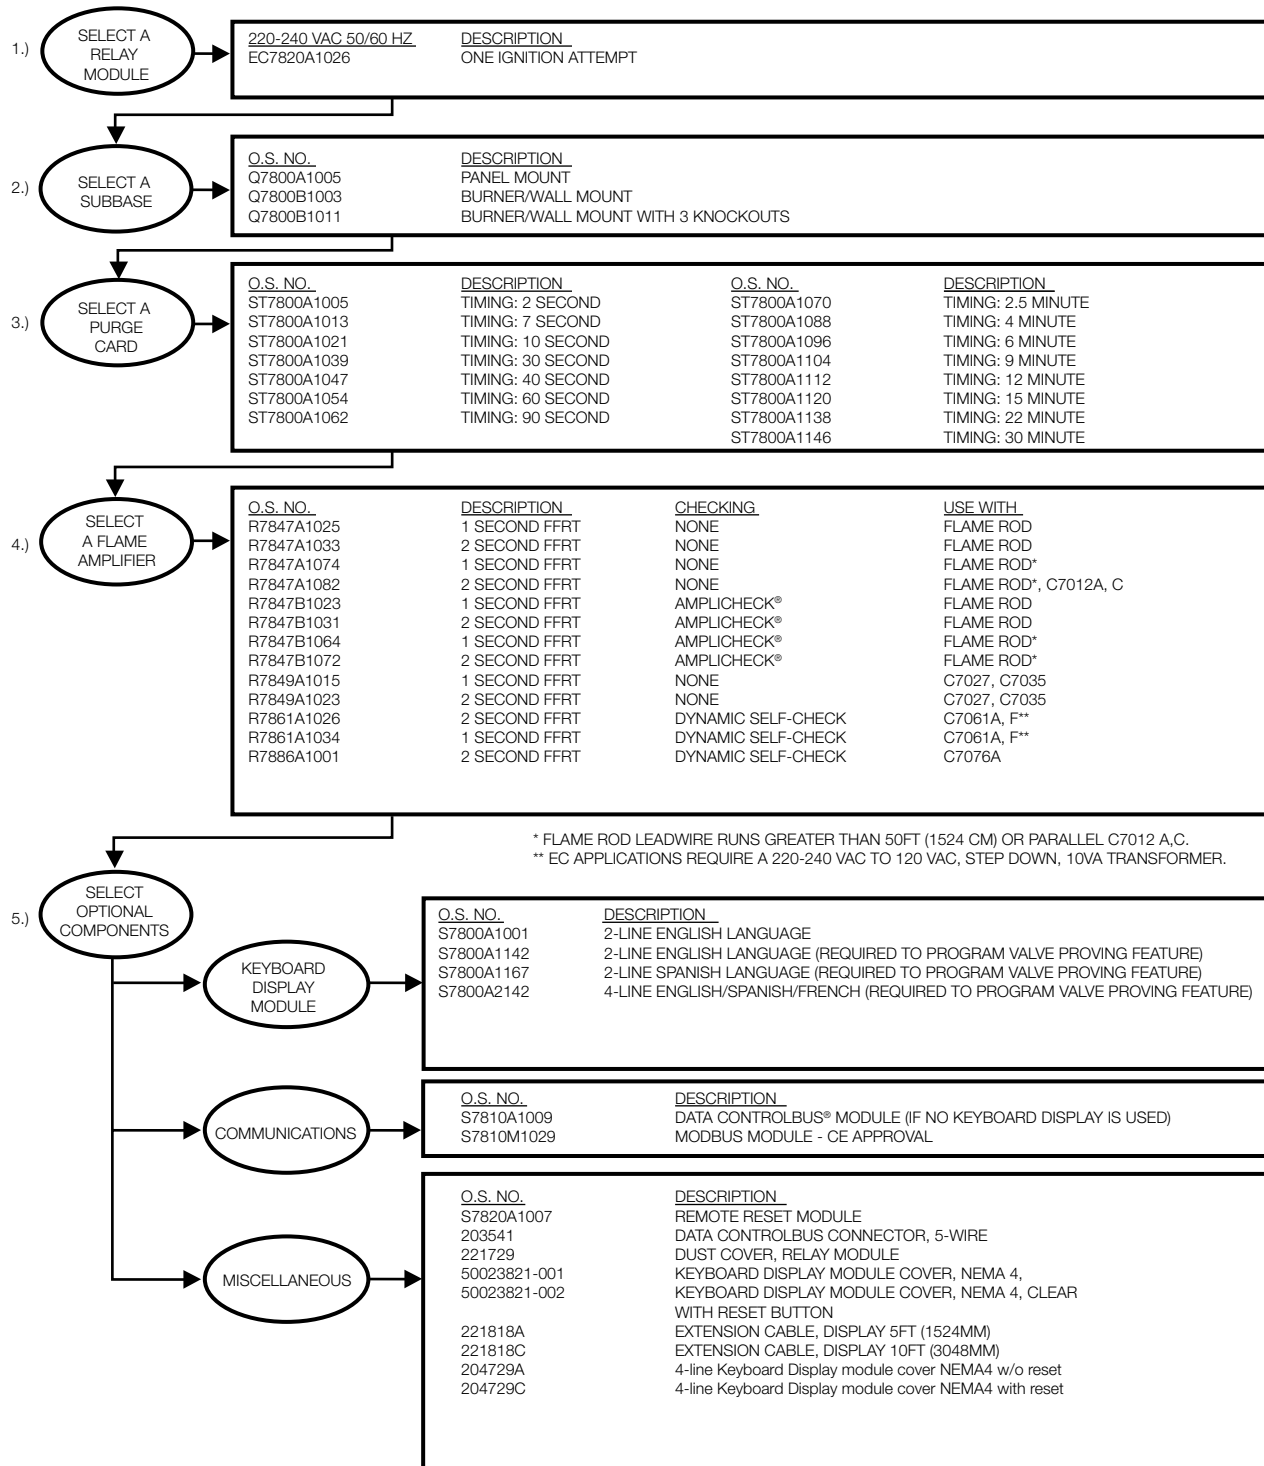 1.)
SELECT A
RELAY
MODULE
220-240 VAC 50/60 HZ DESCRIPTION
EC7820A1026 ONE IGNITION ATTEMPT
2.)
SELECT A
SUBBASE
O.S. NO. DESCRIPTION
Q7800A1005 PANEL MOUNT
Q7800B1003 BURNER/WALL MOUNT
Q7800B1011 BURNER/WALL MOUNT WITH 3 KNOCKOUTS
3.)
SELECT A
PURGE
CARD
O.S. NO. DESCRIPTION O.S. NO. DESCRIPTION
ST7800A1005 TIMING: 2 SECOND ST7800A1070 TIMING: 2.5 MINUTE
ST7800A1013 TIMING: 7 SECOND ST7800A1088 TIMING: 4 MINUTE
ST7800A1021 TIMING: 10 SECOND ST7800A1096 TIMING: 6 MINUTE
ST7800A1039 TIMING: 30 SECOND ST7800A1104 TIMING: 9 MINUTE
ST7800A1047 TIMING: 40 SECOND ST7800A1112 TIMING: 12 MINUTE
ST7800A1054 TIMING: 60 SECOND ST7800A1120 TIMING: 15 MINUTE
ST7800A1062 TIMING: 90 SECOND ST7800A1138 TIMING: 22 MINUTE
ST7800A1146 TIMING: 30 MINUTE
4.)
SELECT
A FLAME
AMPLIFIER
O.S. NO. DESCRIPTION CHECKING USE WITH
R7847A1025 1 SECOND FFRT NONE FLAME ROD
R7847A1033 2 SECOND FFRT NONE FLAME ROD
R7847A1074 1 SECOND FFRT NONE FLAME ROD*
R7847A1082 2 SECOND FFRT NONE FLAME ROD*, C7012A, C
R7847B1023 1 SECOND FFRT AMPLICHECK® FLAME ROD
R7847B1031 2 SECOND FFRT AMPLICHECK® FLAME ROD
R7847B1064 1 SECOND FFRT AMPLICHECK® FLAME ROD*
R7847B1072 2 SECOND FFRT AMPLICHECK® FLAME ROD*
R7849A1015 1 SECOND FFRT NONE C7027, C7035
R7849A1023 2 SECOND FFRT NONE C7027, C7035
R7861A1026 2 SECOND FFRT DYNAMIC SELF-CHECK C7061A, F**
R7861A1034 1 SECOND FFRT DYNAMIC SELF-CHECK C7061A, F**
R7886A1001 2 SECOND FFRT DYNAMIC SELF-CHECK C7076A
* FLAME ROD LEADWIRE RUNS GREATER THAN 50FT (1524 CM) OR PARALLEL C7012 A,C.
** EC APPLICATIONS REQUIRE A 220-240 VAC TO 120 VAC, STEP DOWN, 10VA TRANSFORMER.
5.)
SELECT
OPTIONAL
COMPONENTS
KEYBOARD
DISPLAY
MODULE
O.S. NO. DESCRIPTION
S7800A1001 2-LINE ENGLISH LANGUAGE
S7800A1142 2-LINE ENGLISH LANGUAGE (REQUIRED TO PROGRAM VALVE PROVING FEATURE)
S7800A1167 2-LINE SPANISH LANGUAGE (REQUIRED TO PROGRAM VALVE PROVING FEATURE)
S7800A2142 4-LINE ENGLISH/SPANISH/FRENCH (REQUIRED TO PROGRAM VALVE PROVING FEATURE)
COMMUNICATIONS
O.S. NO. DESCRIPTION
S7810A1009 DATA CONTROLBUS® MODULE (IF NO KEYBOARD DISPLAY IS USED)
S7810M1029 MODBUS MODULE - CE APPROVAL
MISCELLANEOUS
O.S. NO. DESCRIPTION
S7820A1007 REMOTE RESET MODULE
203541 DATA CONTROLBUS CONNECTOR, 5-WIRE
221729 DUST COVER, RELAY MODULE
50023821-001 KEYBOARD DISPLAY MODULE COVER, NEMA 4,
50023821-002 KEYBOARD DISPLAY MODULE COVER, NEMA 4, CLEAR
WITH RESET BUTTON
221818A EXTENSION CABLE, DISPLAY 5FT (1524MM)
221818C EXTENSION CABLE, DISPLAY 10FT (3048MM)
204729A 4-line Keyboard Display module cover NEMA4 w/o reset
204729C 4-line Keyboard Display module cover NEMA4 with reset